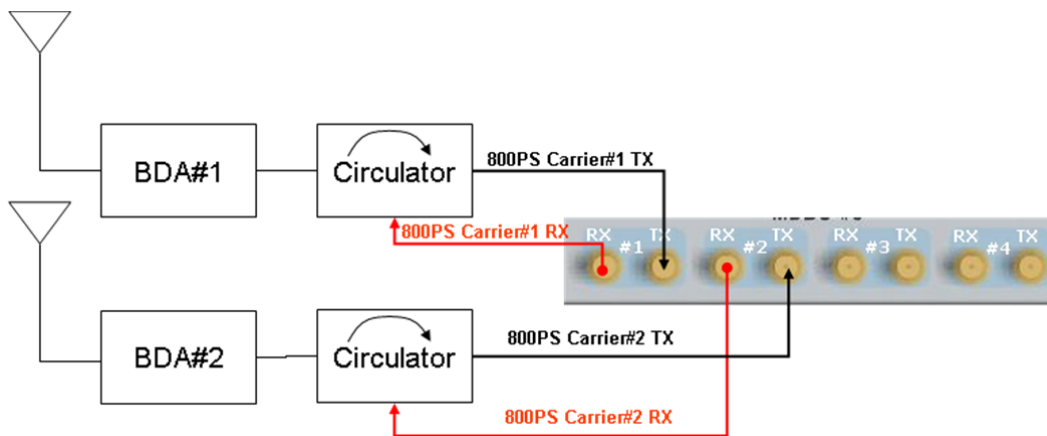 BDA#1
Circulator
800PS Carrier#1 TX
800PS Carrier#1 RX
RX #1 TX
RX #2 TX
RX #3 TX
RX #4 TX
BDA#2
Circulator
800PS Carrier#2 TX
800PS Carrier#2 RX